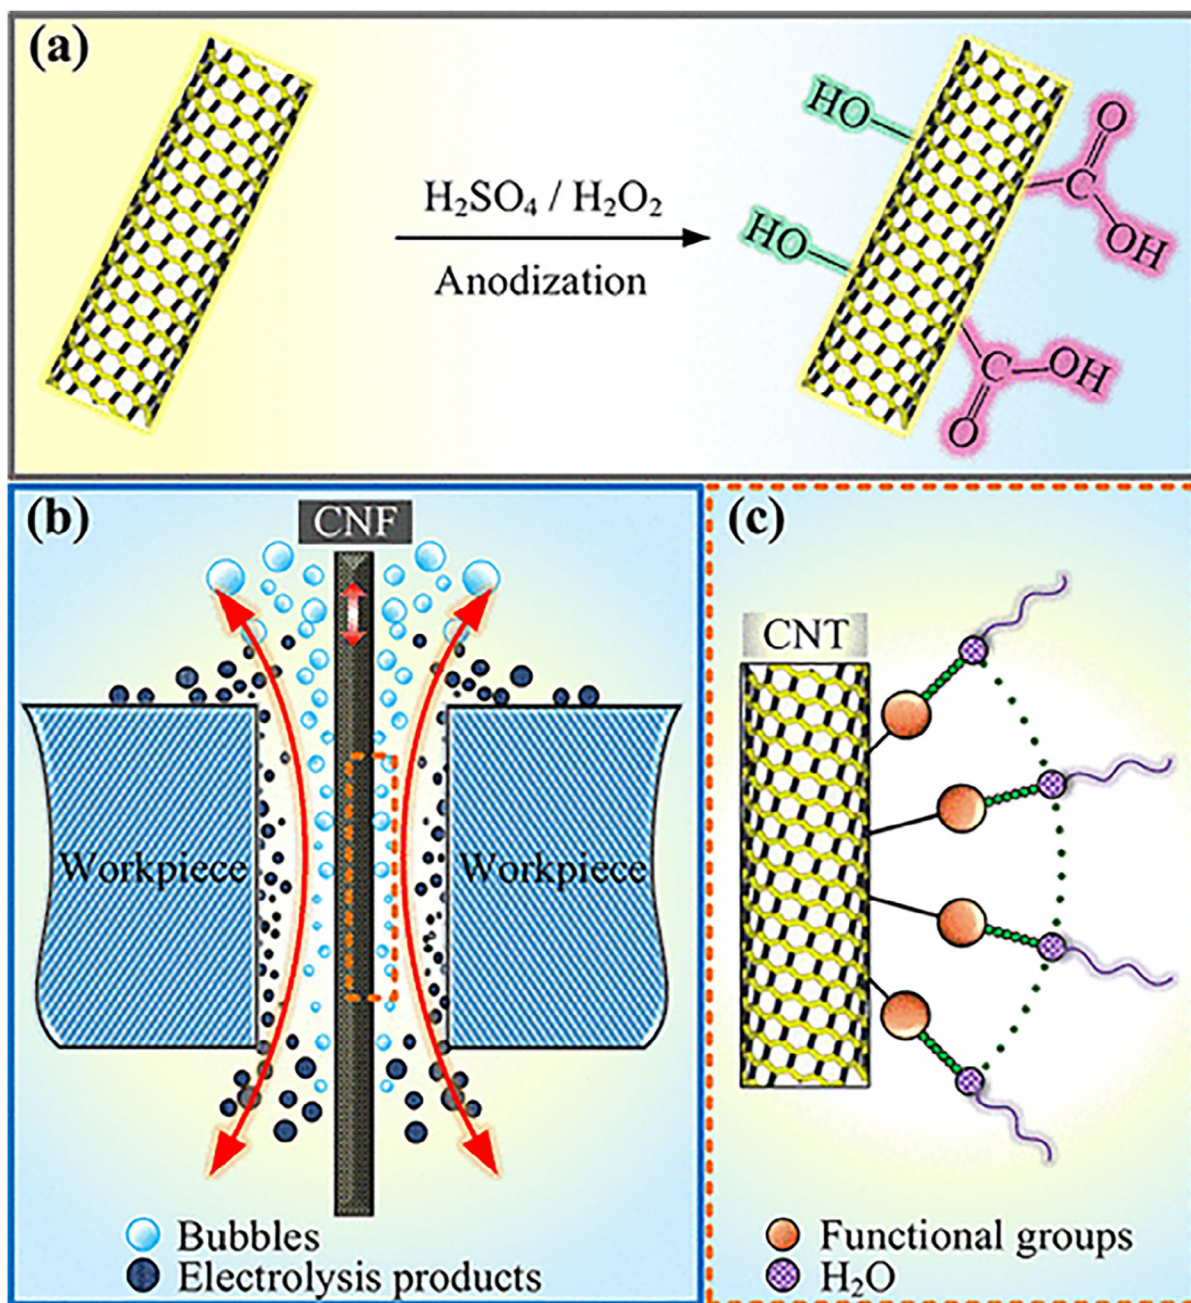 (a)
H₂SO₄ / H₂O₂
Anodization
HO
HO
O
C
OH
C
OH
O
(b)
CNF
Workpiece
Workpiece
Bubbles
Electrolysis products
(c)
CNT
Functional groups
H₂O